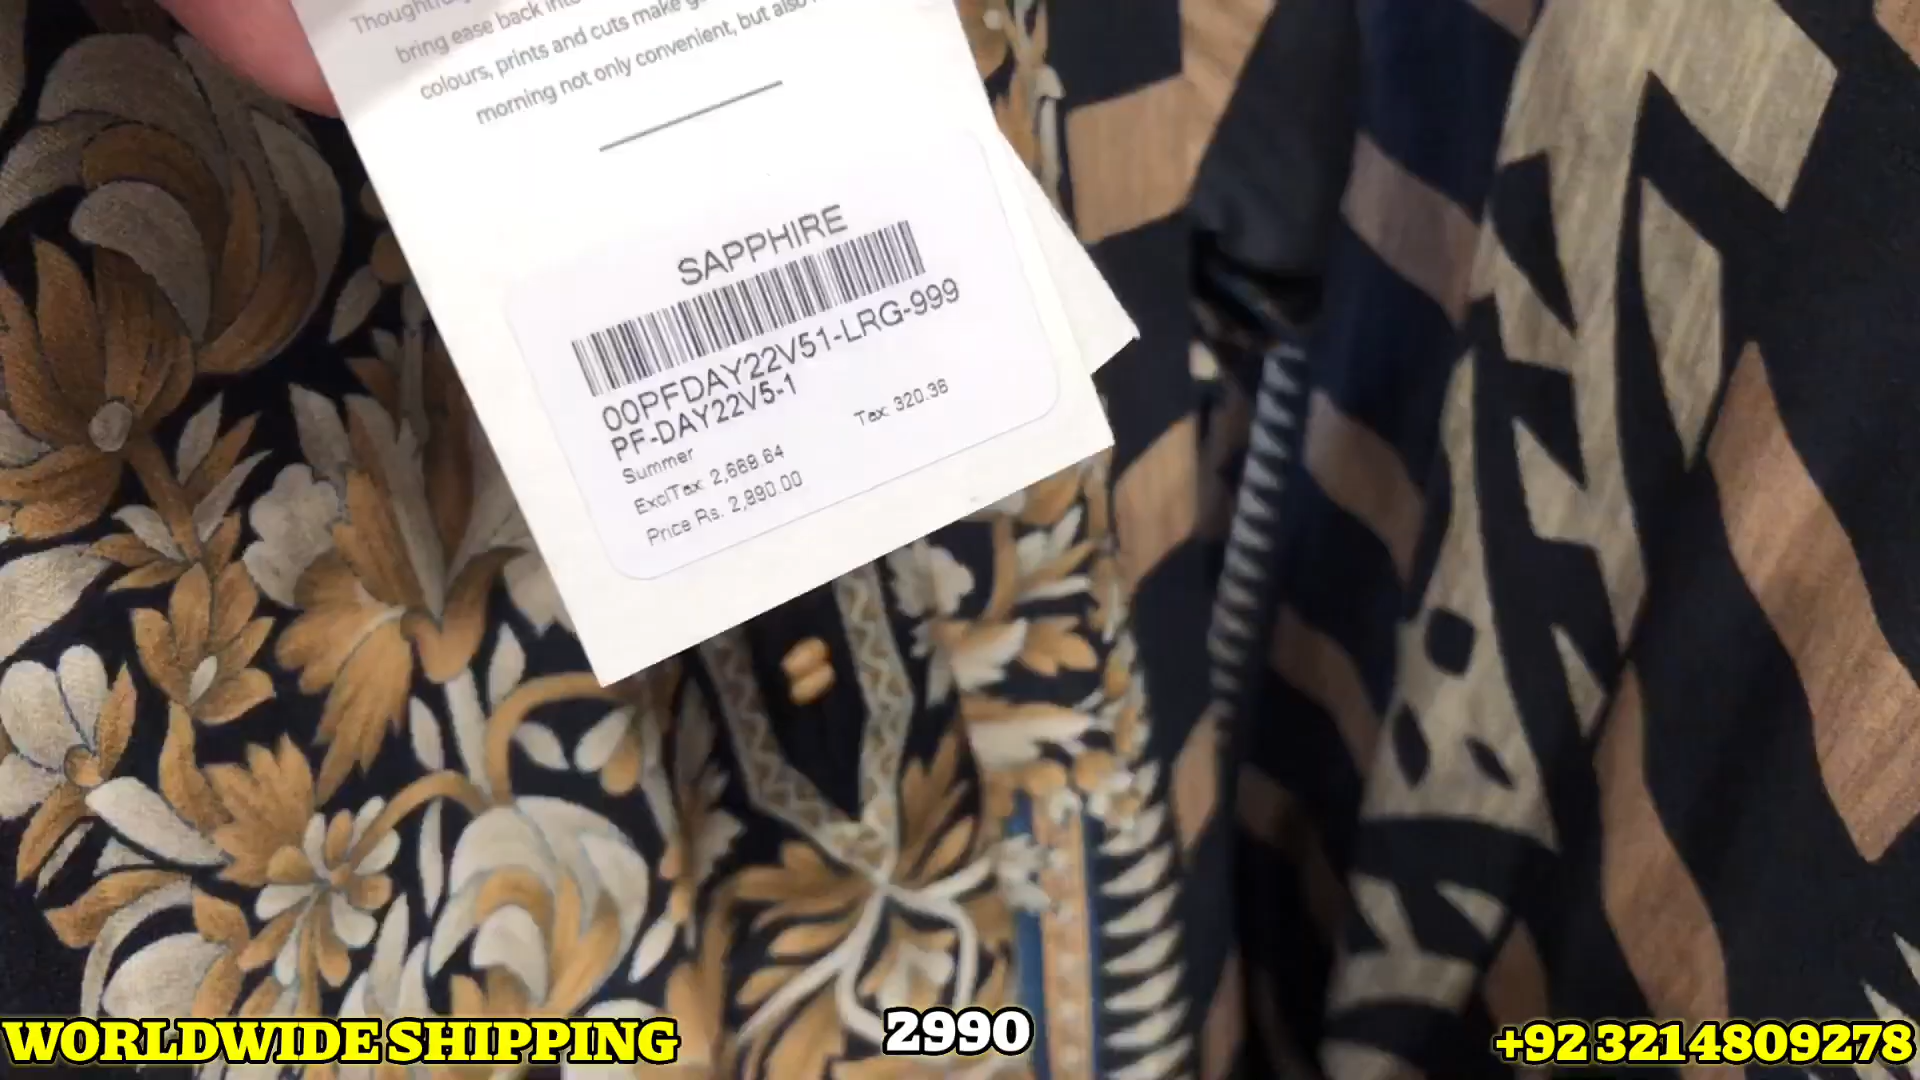 bring ease back
colours, prints and cuts make
morning not only convenient, but also
SAPPHIRE
00PFDAY22V51-LRG-999
PF-DAY22V5-1
Summer
Tax: 320.36
ExclTax: 2,669.64
Price Rs. 2,990.00
WORLDWIDE SHIPPING
2990
+92 3214809278